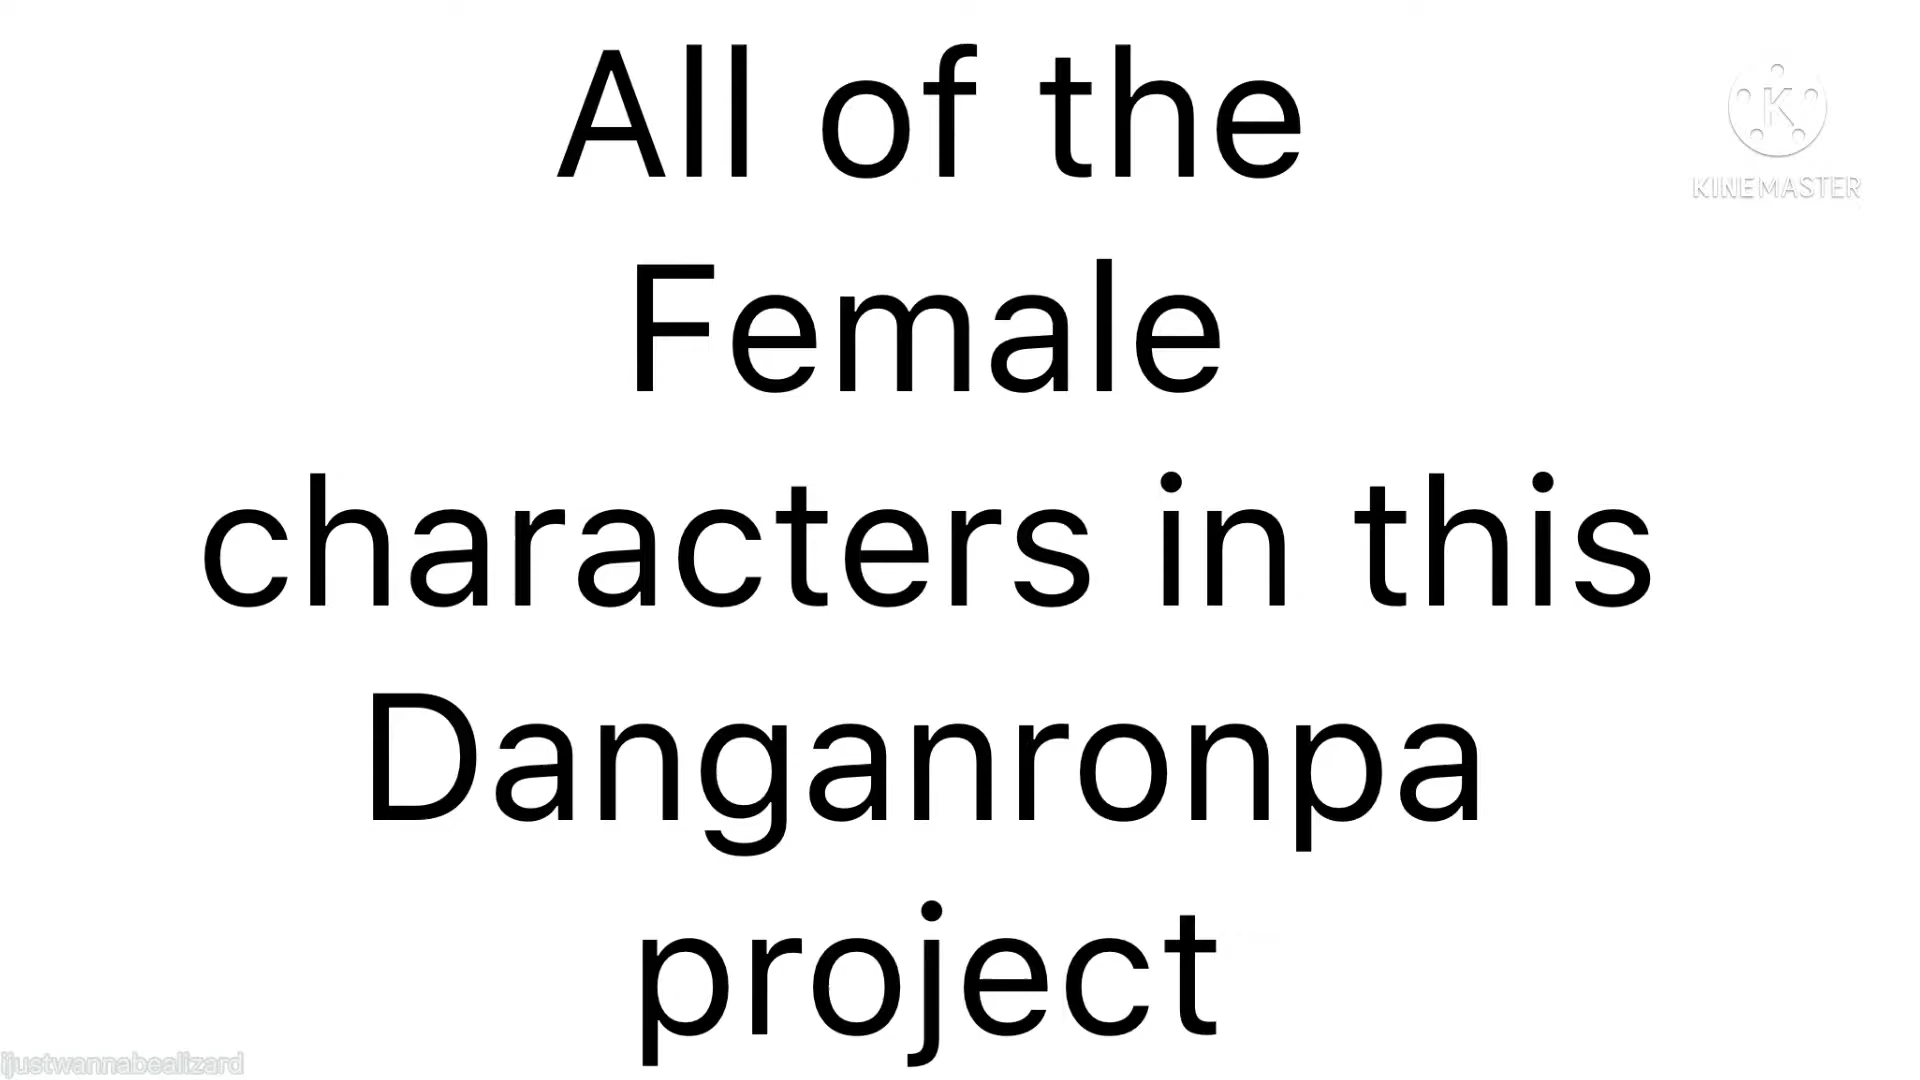 All of the
Female
characters in this
Danganronpa
project
K
KINEMASTER
ijustwannabealizard